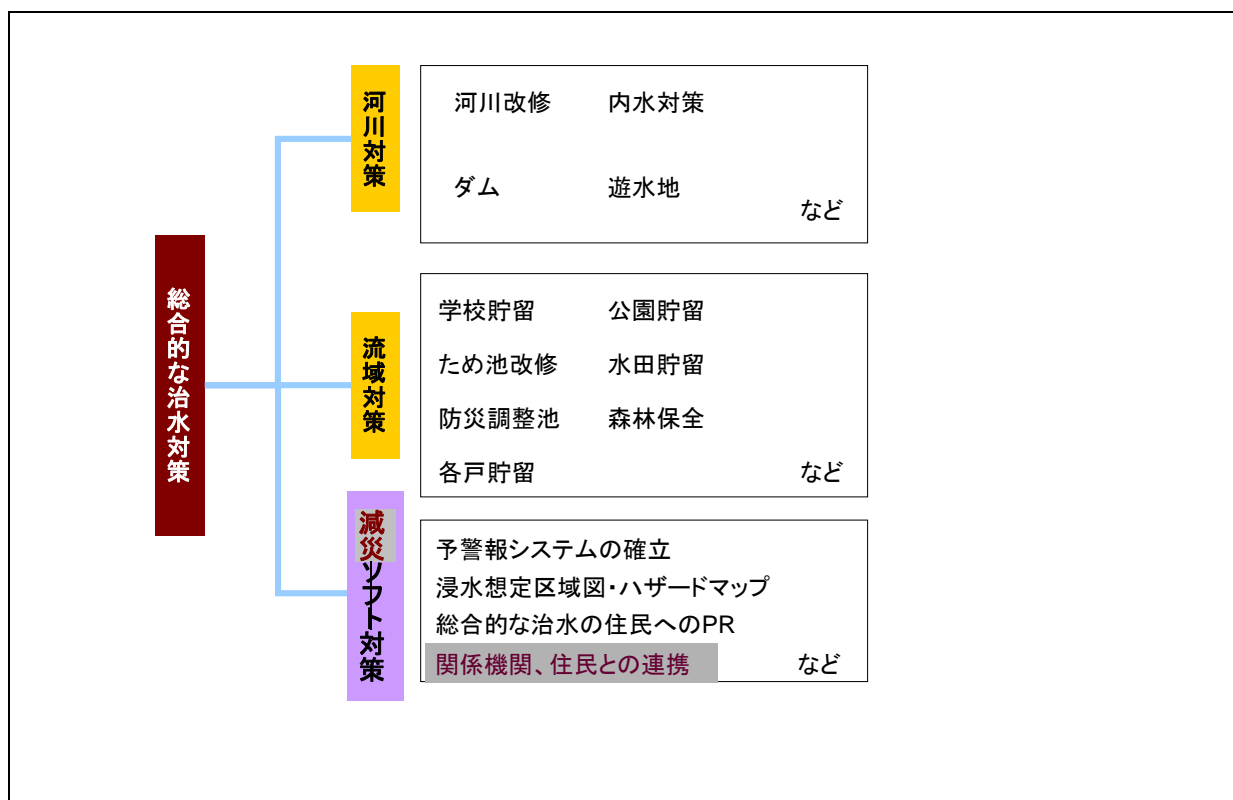 総合的な治水対策
河川対策
河川改修 内水対策
ダム 遊水地
など
流域対策
学校貯留 公園貯留
ため池改修 水田貯留
防災調整池 森林保全
各戸貯留 など
減災ソフト対策
予警報システムの確立
浸水想定区域図・ハザードマップ
総合的な治水の住民へのPR
関係機関、住民との連携 など